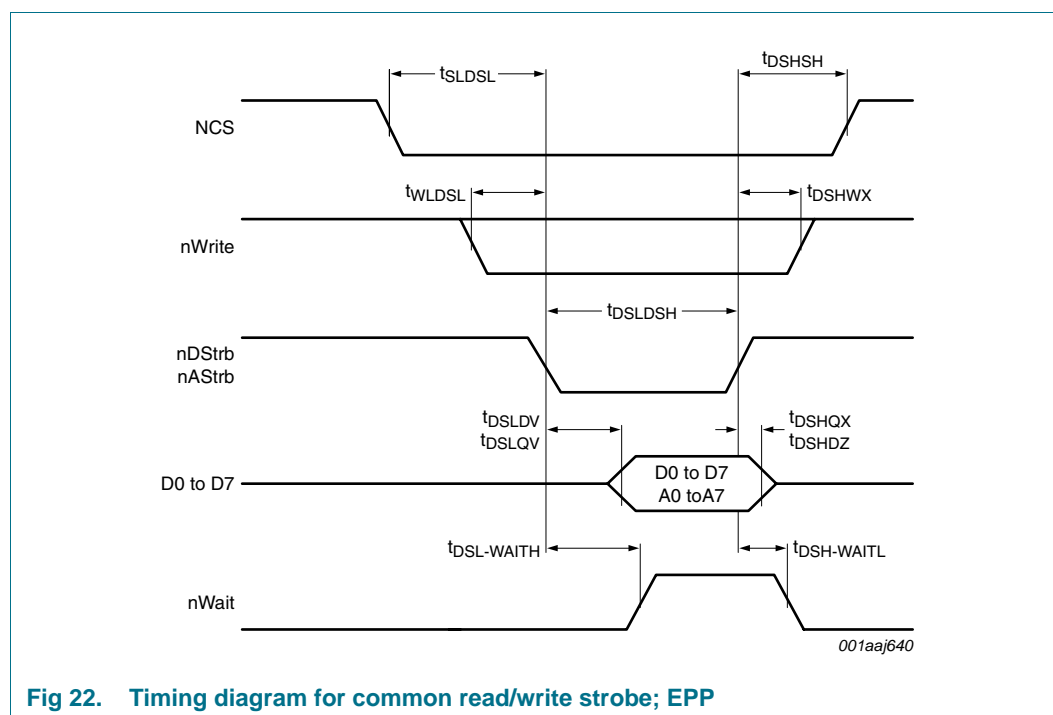 tSLDSL
tDSHSH
NCS
tWLDSL
tDSHWX
nWrite
tDSLDSH
nDStrb
nAStrb
tDSLDV
tDSLQV
tDSHQX
tDSHDZ
D0 to D7
D0 to D7
A0 toA7
tDSL-WAITH
tDSH-WAITL
nWait
001aaj640
Fig 22. Timing diagram for common read/write strobe; EPP